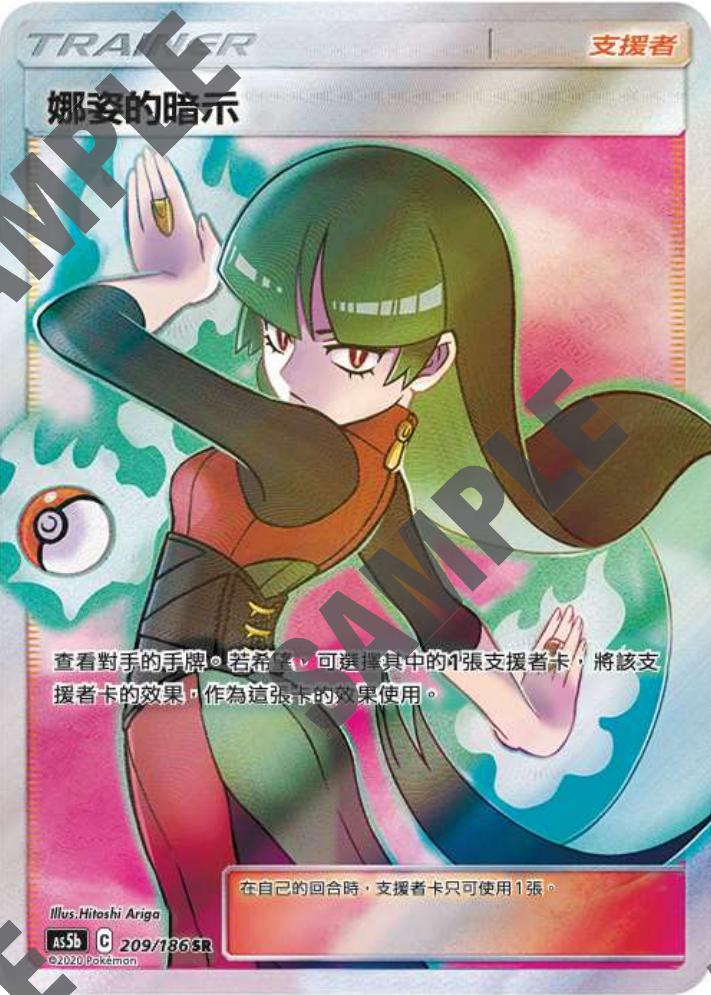 TRAINER
支援者
娜姿的暗示
查看對手的手牌。若希望,可選擇其中的1張支援者卡,將該支
援者卡的效果,作為這張卡的效果使用。
在自己的回合時,支援者卡只可使用1張。
Illus.Hitoshi Ariga
AS5b C 209/186 SR
©2020 Pokémon
SAMPLE
SAMPLE